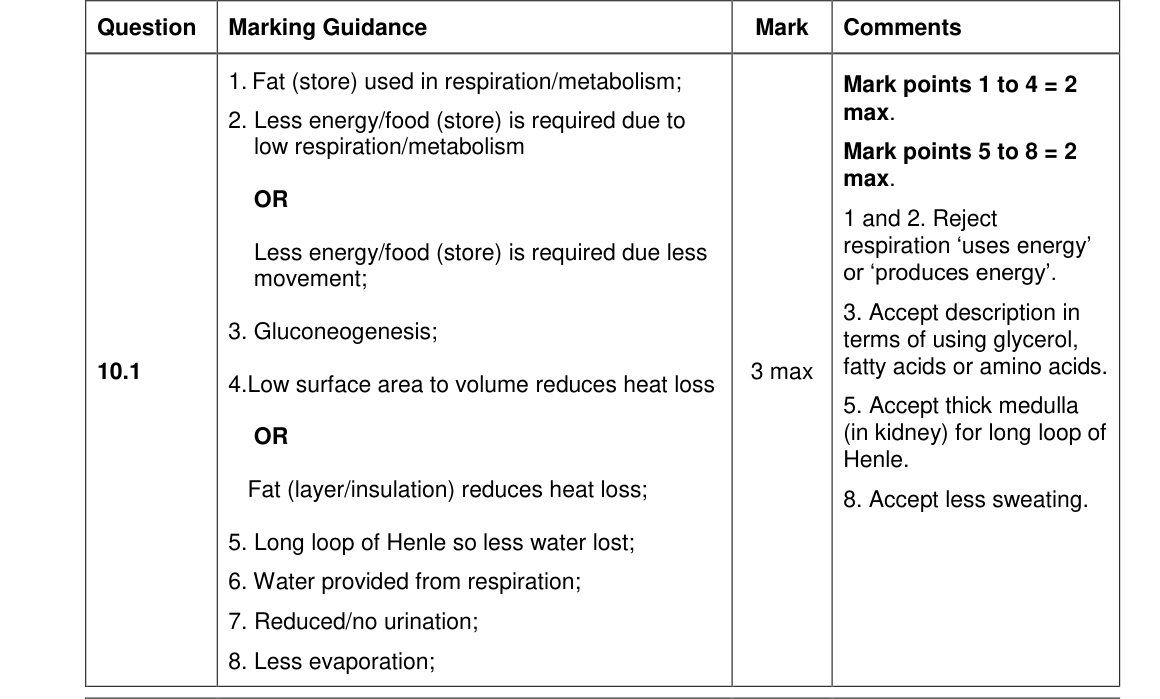 Question Marking Guidance Mark Comments
10.1
1. Fat (store) used in respiration/metabolism;
2. Less energy/food (store) is required due to
low respiration/metabolism
OR
Less energy/food (store) is required due less
movement;
3. Gluconeogenesis;
4.Low surface area to volume reduces heat loss
OR
Fat (layer/insulation) reduces heat loss;
5. Long loop of Henle so less water lost;
6. Water provided from respiration;
7. Reduced/no urination;
8. Less evaporation;
3 max
Mark points 1 to 4 = 2
max.
Mark points 5 to 8 = 2
max.
1 and 2. Reject
respiration ‘uses energy’
or ‘produces energy’.
3. Accept description in
terms of using glycerol,
fatty acids or amino acids.
5. Accept thick medulla
(in kidney) for long loop of
Henle.
8. Accept less sweating.